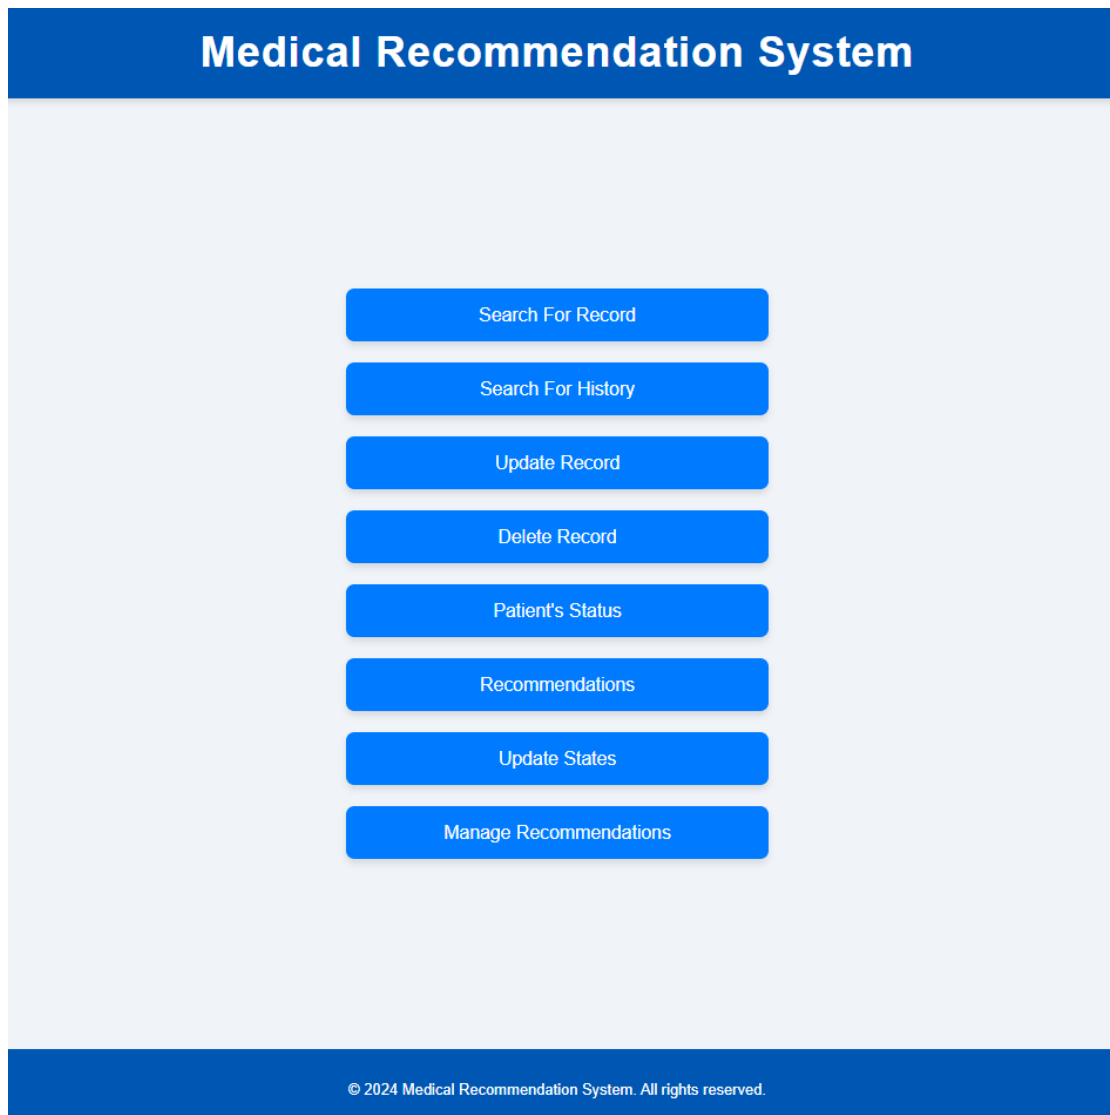 Medical Recommendation System
Search For Record
Search For History
Update Record
Delete Record
Patient's Status
Recommendations
Update States
Manage Recommendations
© 2024 Medical Recommendation System. All rights reserved.